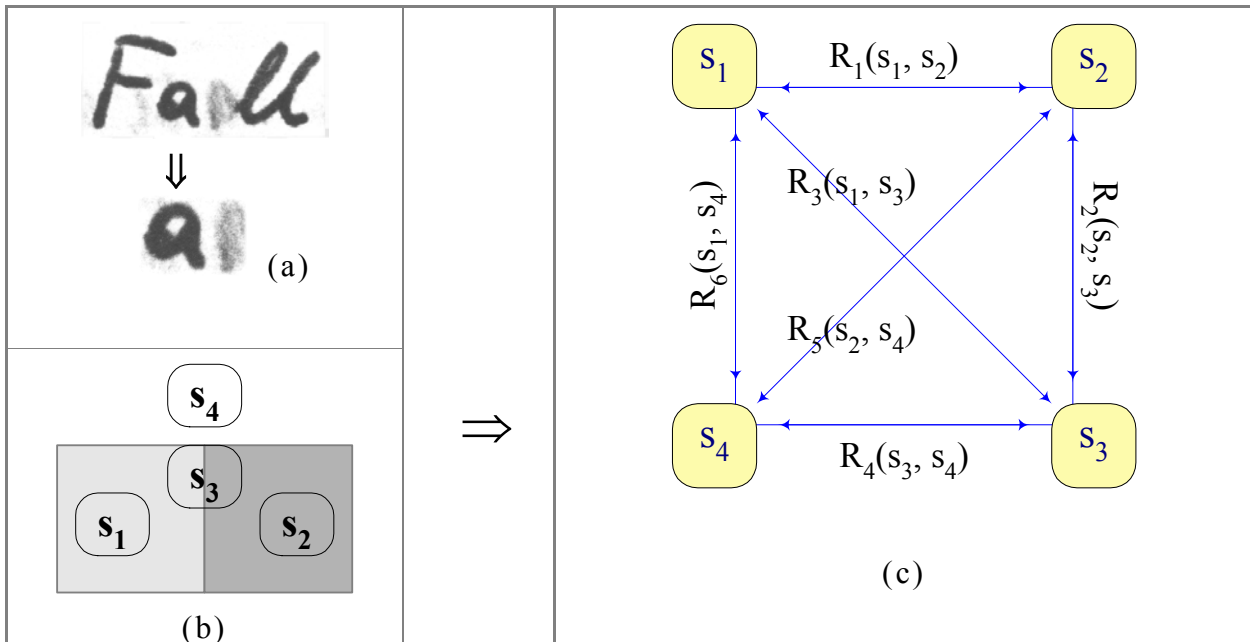 Fall
⇓
a
(a)
s₄
s₃
s₁ s₂
(b)
⇒
s₁ R₁(s₁, s₂) s₂
R₃(s₁, s₃)
R₆(s₁, s₄)
R₂(s₂, s₃)
R₅(s₂, s₄)
s₄ R₄(s₃, s₄) s₃
(c)